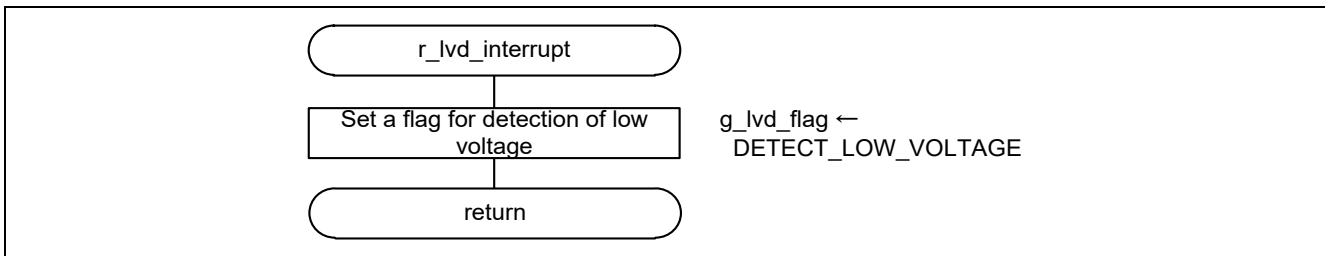 r_lvd_interrupt
Set a flag for detection of low
voltage
g_lvd_flag ←
DETECT_LOW_VOLTAGE
return